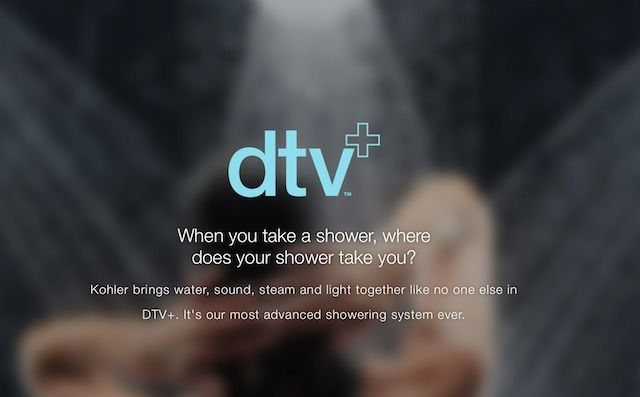 dtv+™
When you take a shower, where
does your shower take you?
Kohler brings water, sound, steam and light together like no one else in
DTV+. It's our most advanced showering system ever.